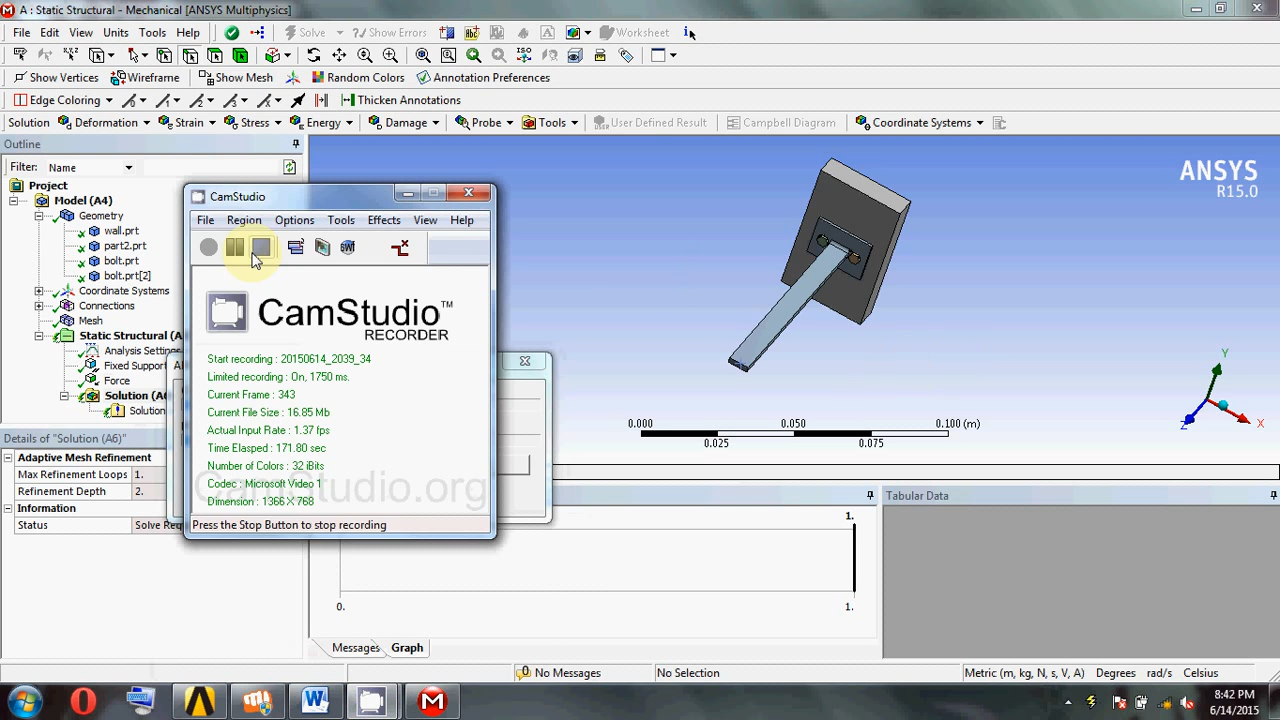 A : Static Structural - Mechanical [ANSYS Multiphysics]
File Edit View Units Tools Help Solve Show Errors Worksheet
Show Vertices Wireframe Show Mesh Random Colors Annotation Preferences
Edge Coloring Thicken Annotations
Solution Deformation Strain Stress Energy Damage Probe Tools User Defined Result Campbell Diagram Coordinate Systems
Outline
Filter: Name
Project
Model (A4)
Geometry
wall.prt
part2.prt
bolt.prt
bolt.prt[2]
Coordinate Systems
Connections
Mesh
Static Structural (A
Analysis Setting
Fixed Support
Force
Solution (A6
Solution
Details of "Solution (A6)"
Adaptive Mesh Refinement
Max Refinement Loops 1.
Refinement Depth 2.
Information
Status Solve Req
CamStudio
File Region Options Tools Effects View Help
CamStudio™
RECORDER
Start recording : 20150614_2039_34
Limited recording : On, 1750 ms.
Current Frame : 343
Current File Size : 16.85 Mb
Actual Input Rate : 1.37 fps
Time Elasped : 171.80 sec
Number of Colors : 32 iBits
Codec : Microsoft Video 1
Dimension : 1366 X 768
CamStudio.org
Press the Stop Button to stop recording
ANSYS
R15.0
0.000 0.050 0.100 (m)
0.025 0.075
Y
X
Z
1.
0. 1.
Messages Graph
Tabular Data
0 No Messages No Selection Metric (m, kg, N, s, V, A) Degrees rad/s Celsius
8:42 PM
6/14/2015